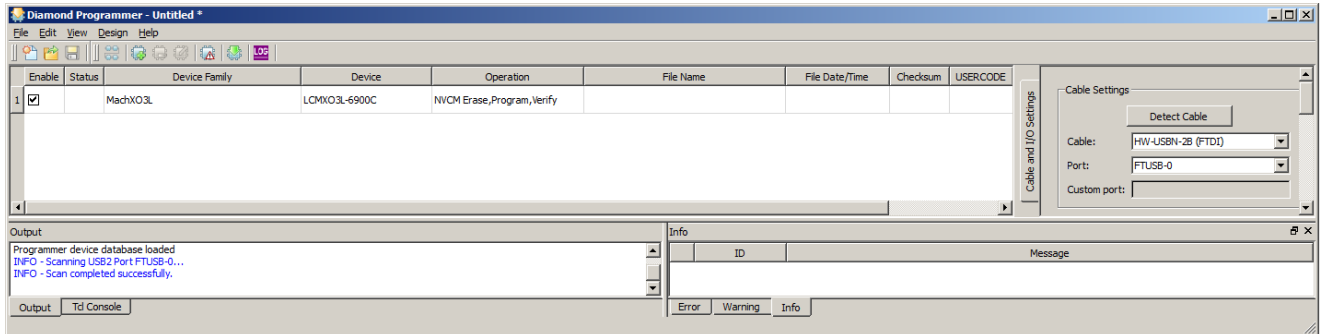 Diamond Programmer - Untitled *
File Edit View Design Help
LOG
Enable Status Device Family Device Operation File Name File Date/Time Checksum USERCODE
1 MachXO3L LCMXO3L-6900C NVCM Erase,Program,Verify
Cable and I/O Settings
Cable Settings
Detect Cable
Cable: HW-USBN-2B (FTDI)
Port: FTUSB-0
Custom port:
Output
Programmer device database loaded
INFO - Scanning USB2 Port FTUSB-0...
INFO - Scan completed successfully.
Output Tcl Console
Info
ID Message
Error Warning Info